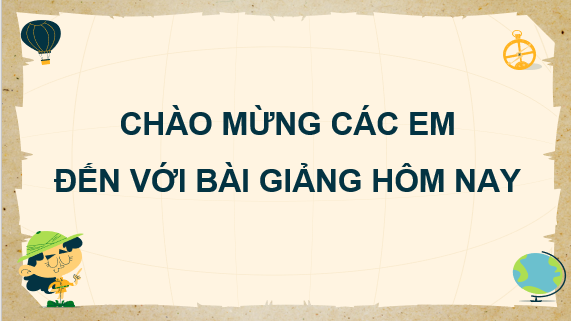 CHÀO MỪNG CÁC EM
ĐẾN VỚI BÀI GIẢNG HÔM NAY